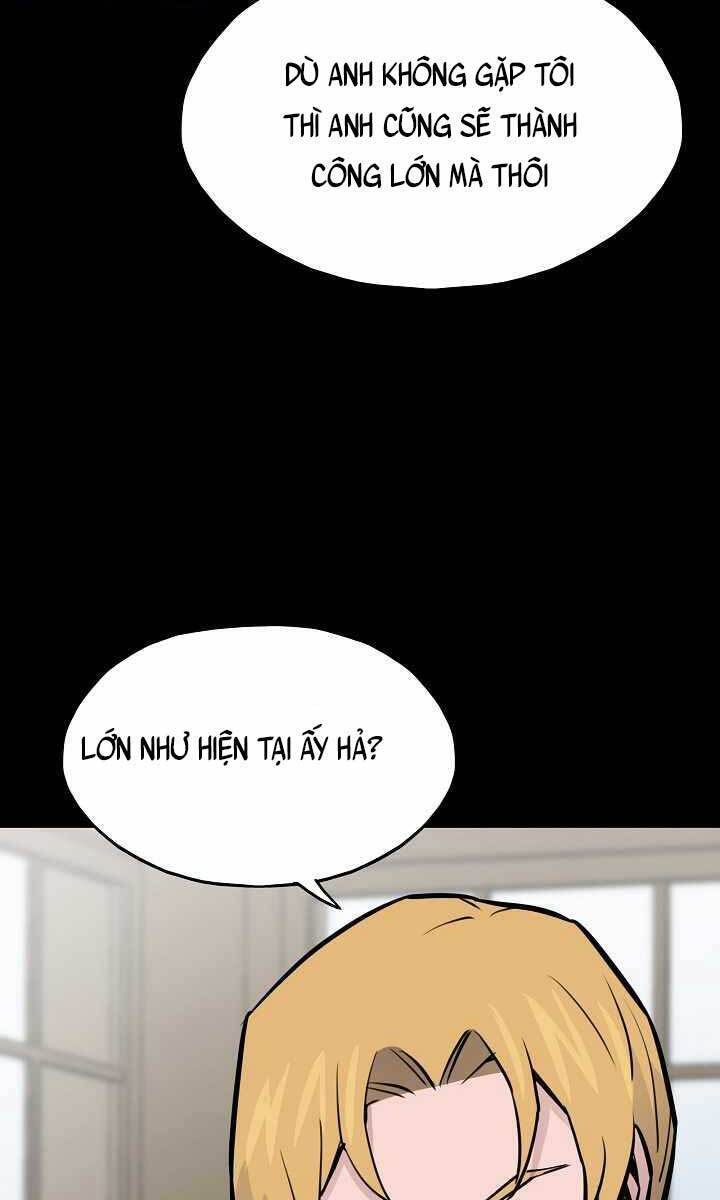 DÙ ANH KHÔNG GẶP TÔI
THÌ ANH CŨNG SẼ THÀNH
CÔNG LỚN MÀ THÔI
LỚN NHƯ HIỆN TẠI ẤY HẢ?